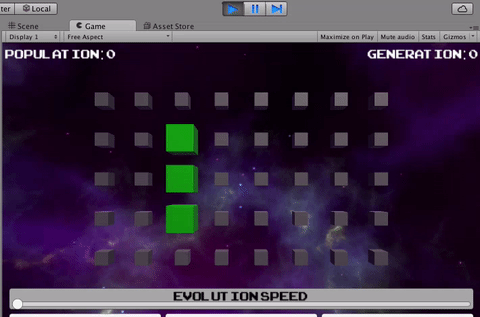 ter Local
Scene Game Asset Store
Display 1 Free Aspect Maximize on Play Mute audio Stats Gizmos
POPULATION:0 GENERATION:0
EVOLUTION SPEED